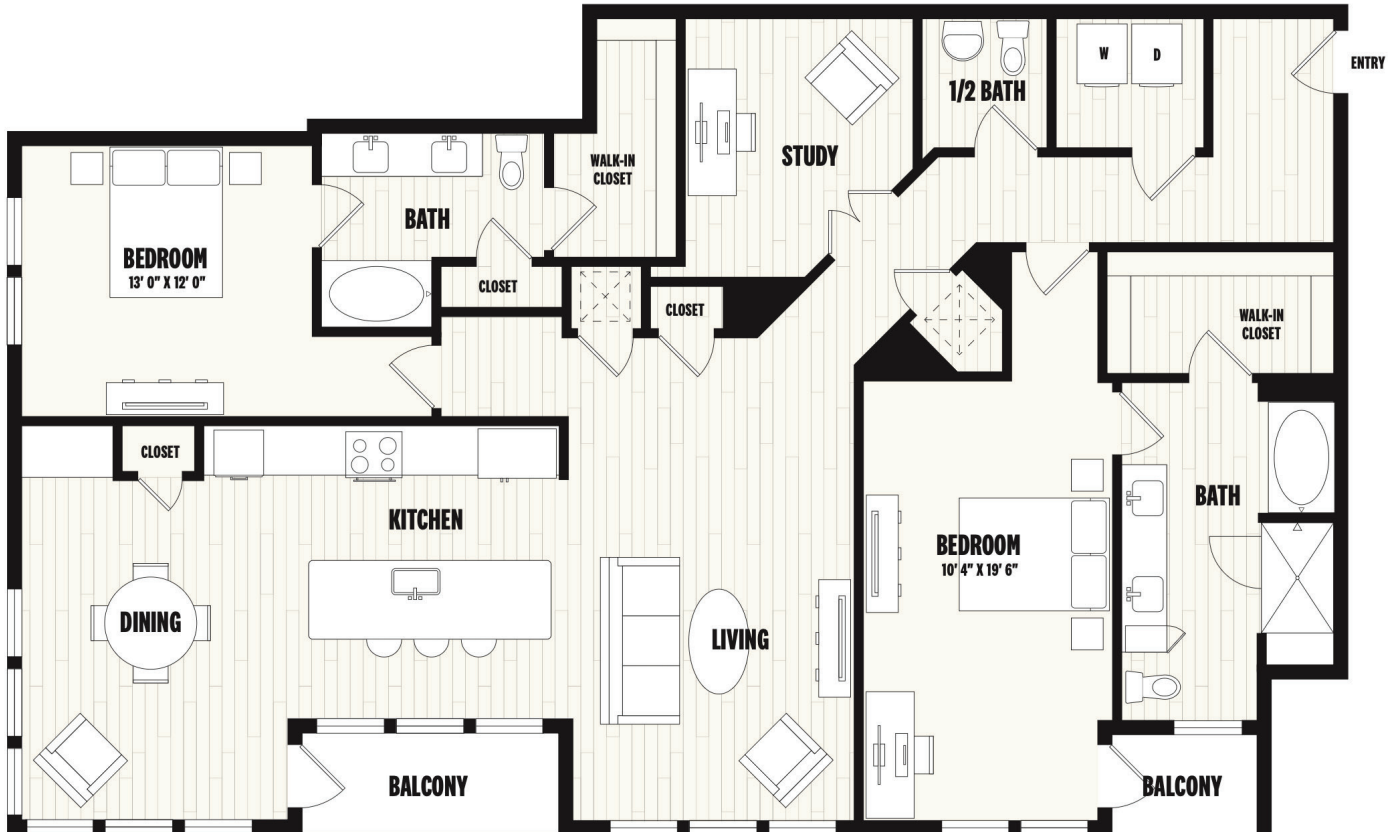 W
D
ENTRY
1/2 BATH
STUDY
WALK-IN
CLOSET
BATH
BEDROOM
13' 0" X 12' 0"
CLOSET
CLOSET
WALK-IN
CLOSET
CLOSET
KITCHEN
BATH
BEDROOM
10' 4" X 19' 6"
DINING
LIVING
BALCONY
BALCONY